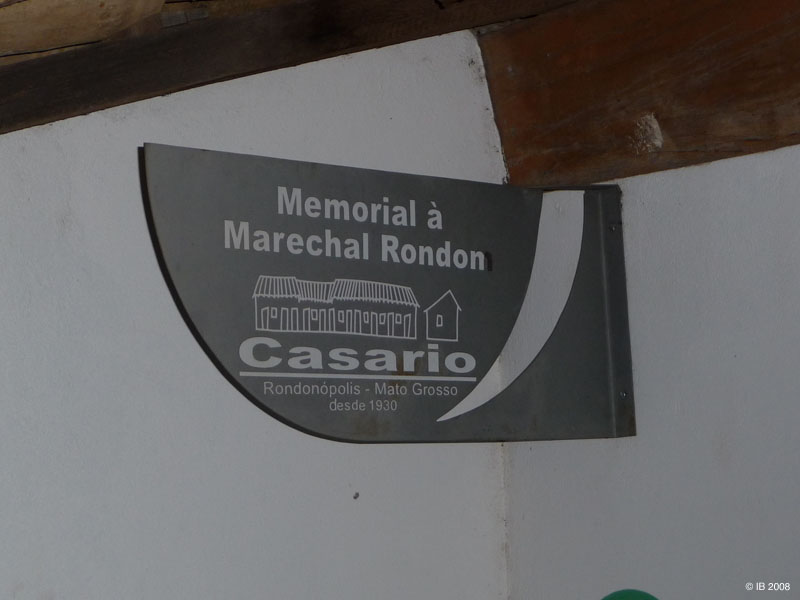 Memorial à
Marechal Rondon
Casario
Rondonópolis - Mato Grosso
desde 1930
© IB 2008